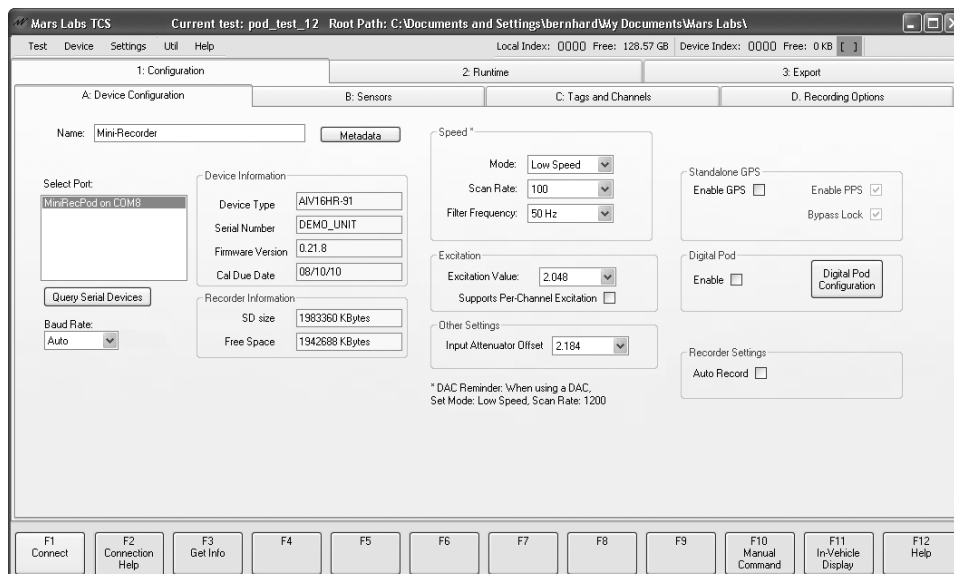 Mars Labs TCS Current test: pod_test_12 Root Path: C:\Documents and Settings\bernhard\My Documents\Mars Labs\
Test Device Settings Util Help Local Index: 0000 Free: 128.57 GB Device Index: 0000 Free: 0 KB [ ]
1: Configuration 2: Runtime 3: Export
A: Device Configuration B: Sensors C: Tags and Channels D. Recording Options
Name: Mini-Recorder Metadata
Select Port:
MiniRecPod on COM8
Query Serial Devices
Baud Rate:
Auto
Device Information
Device Type AIV16HR-91
Serial Number DEMO_UNIT
Firmware Version 0.21.8
Cal Due Date 08/10/10
Recorder Information
SD size 1983360 KBytes
Free Space 1942688 KBytes
Speed *
Mode: Low Speed
Scan Rate: 100
Filter Frequency: 50 Hz
Excitation
Excitation Value: 2.048
Supports Per-Channel Excitation
Other Settings
Input Attenuator Offset 2.184
* DAC Reminder: When using a DAC,
Set Mode: Low Speed, Scan Rate: 1200
Standalone GPS
Enable GPS Enable PPS
Bypass Lock
Digital Pod
Enable
Digital Pod
Configuration
Recorder Settings
Auto Record
F1
Connect
F2
Connection
Help
F3
Get Info
F4
F5
F6
F7
F8
F9
F10
Manual
Command
F11
In-Vehicle
Display
F12
Help